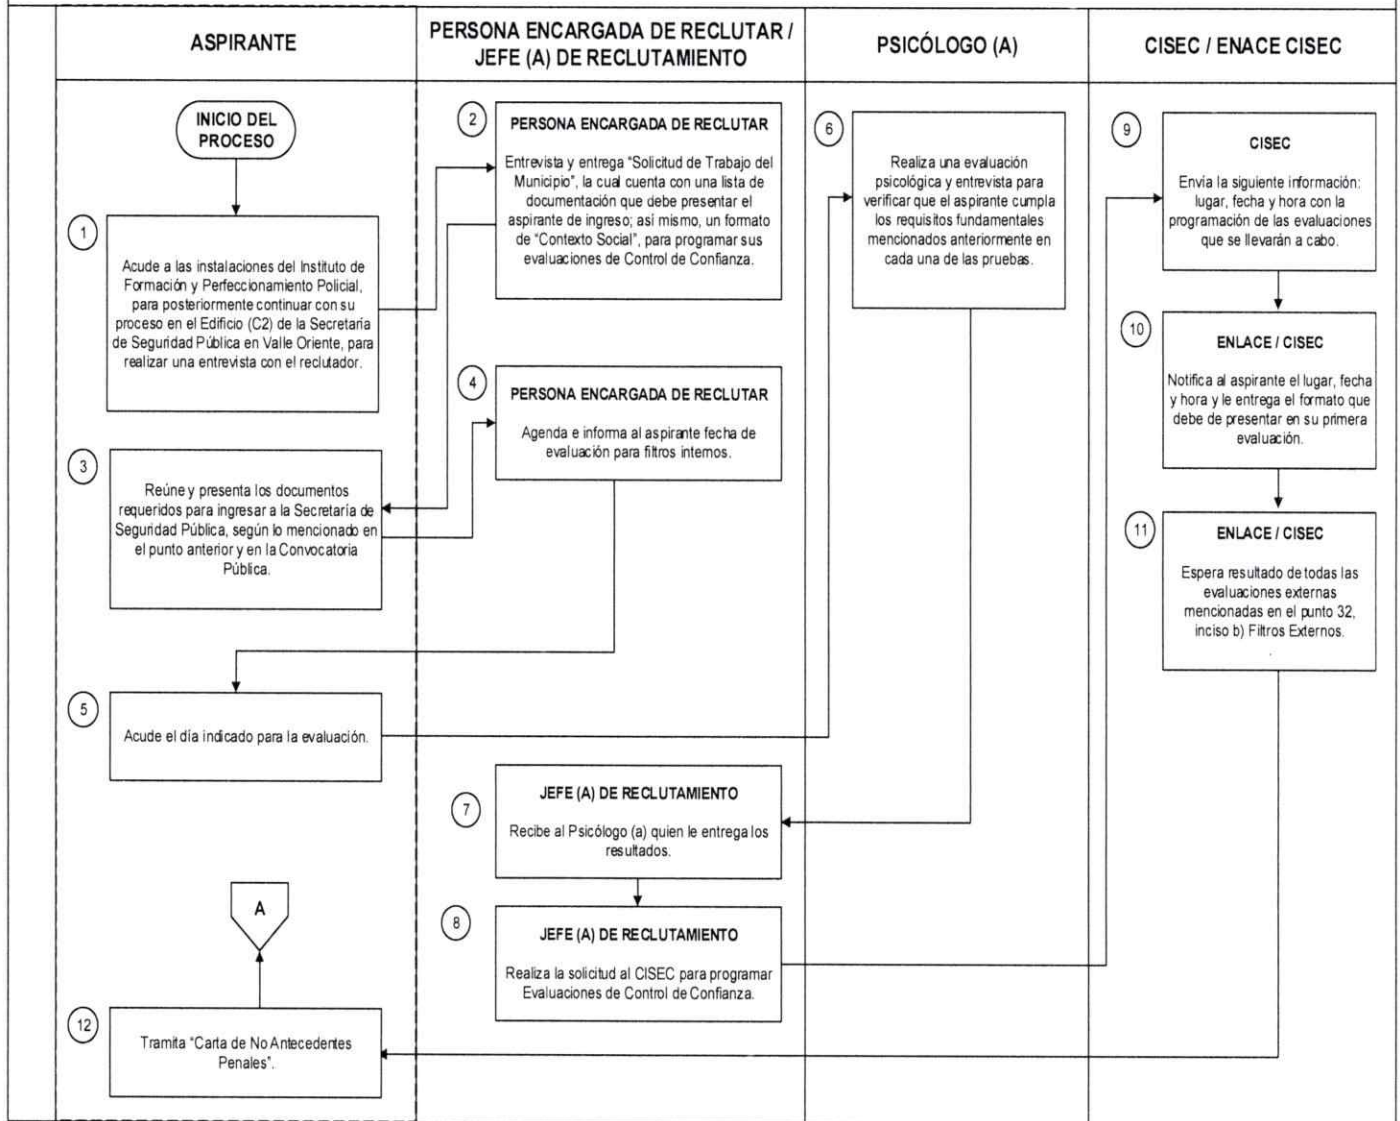 ASPIRANTE
PERSONA ENCARGADA DE RECLUTAR /
JEFE (A) DE RECLUTAMIENTO
PSICÓLOGO (A)
CISEC / ENACE CISEC
INICIO DEL
PROCESO
1
Acude a las instalaciones del Instituto de
Formación y Perfeccionamiento Policial,
para posteriormente continuar con su
proceso en el Edificio (C2) de la Secretaría
de Seguridad Pública en Valle Oriente, para
realizar una entrevista con el reclutador.
2
PERSONA ENCARGADA DE RECLUTAR
Entrevista y entrega "Solicitud de Trabajo del
Municipio", la cual cuenta con una lista de
documentación que debe presentar el
aspirante de ingreso; así mismo, un formato
de "Contexto Social", para programar sus
evaluaciones de Control de Confianza.
3
Reúne y presenta los documentos
requeridos para ingresar a la Secretaría de
Seguridad Pública, según lo mencionado en
el punto anterior y en la Convocatoria
Pública.
4
PERSONA ENCARGADA DE RECLUTAR
Agenda e informa al aspirante fecha de
evaluación para filtros internos.
5
Acude el día indicado para la evaluación.
6
Realiza una evaluación
psicológica y entrevista para
verificar que el aspirante cumpla
los requisitos fundamentales
mencionados anteriormente en
cada una de las pruebas.
7
JEFE (A) DE RECLUTAMIENTO
Recibe al Psicólogo (a) quien le entrega los
resultados.
8
JEFE (A) DE RECLUTAMIENTO
Realiza la solicitud al CISEC para programar
Evaluaciones de Control de Confianza.
9
CISEC
Envía la siguiente información:
lugar, fecha y hora con la
programación de las evaluaciones
que se llevarán a cabo.
10
ENLACE / CISEC
Notifica al aspirante el lugar, fecha
y hora y le entrega el formato que
debe de presentar en su primera
evaluación.
11
ENLACE / CISEC
Espera resultado de todas las
evaluaciones externas
mencionadas en el punto 32,
inciso b) Filtros Externos.
12
Tramita "Carta de No Antecedentes
Penales".
A